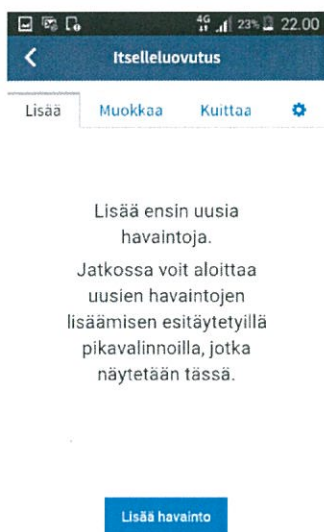 4G 23% 22.00
Itselleluovutus
Lisää Muokkaa Kuittaa
Lisää ensin uusia
havaintoja.
Jatkossa voit aloittaa
uusien havaintojen
lisäämisen esitäytetyillä
pikavalinnoilla, jotka
näytetään tässä.
Lisää havainto